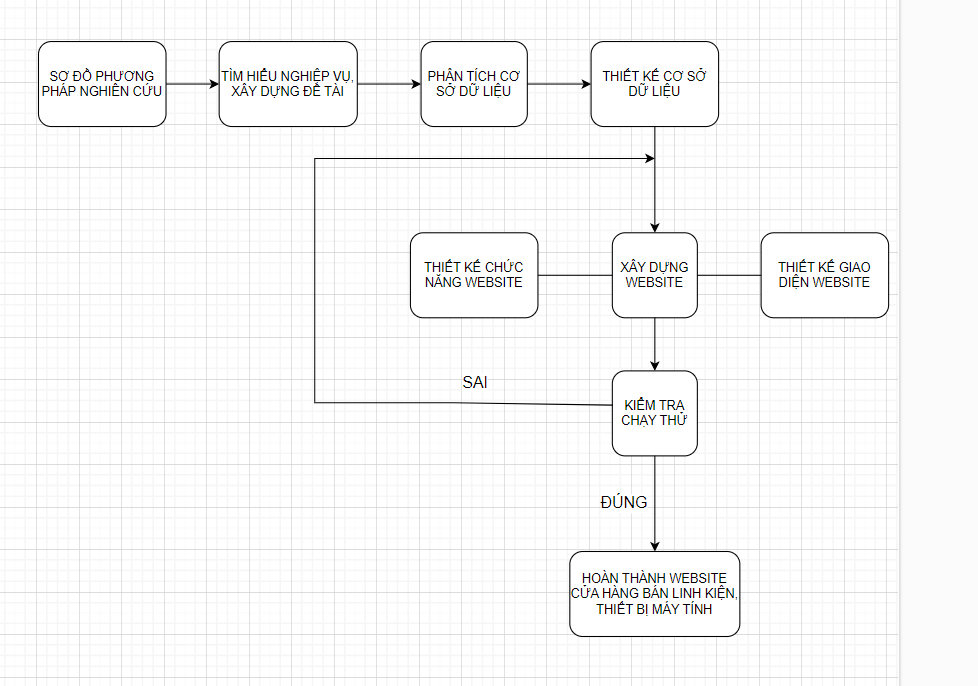 SƠ ĐỒ PHƯƠNG
PHÁP NGHIÊN CỨU
TÌM HIỂU NGHIỆP VỤ,
XÂY DỰNG ĐỀ TÀI
PHÂN TÍCH CƠ
SỞ DỮ LIỆU
THIẾT KẾ CƠ SỞ
DỮ LIỆU
THIẾT KẾ CHỨC
NĂNG WEBSITE
XÂY DỰNG
WEBSITE
THIẾT KẾ GIAO
DIỆN WEBSITE
SAI
KIỂM TRA
CHẠY THỬ
ĐÚNG
HOÀN THÀNH WEBSITE
CỬA HÀNG BÁN LINH KIỆN,
THIẾT BỊ MÁY TÍNH